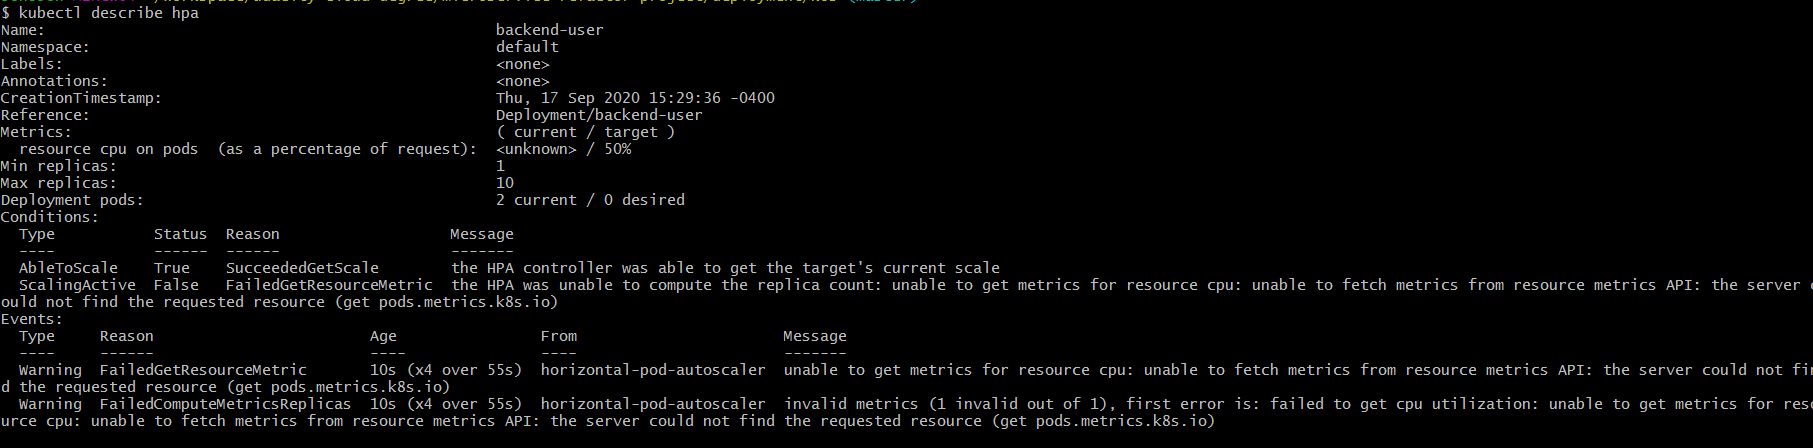 $ kubectl describe hpa
Name: backend-user
Namespace: default
Labels: <none>
Annotations: <none>
CreationTimestamp: Thu, 17 Sep 2020 15:29:36 -0400
Reference: Deployment/backend-user
Metrics: ( current / target )
resource cpu on pods (as a percentage of request): <unknown> / 50%
Min replicas: 1
Max replicas: 10
Deployment pods: 2 current / 0 desired
Conditions:
Type Status Reason Message
---- ------ ------ -------
AbleToScale True SucceededGetScale the HPA controller was able to get the target's current scale
ScalingActive False FailedGetResourceMetric the HPA was unable to compute the replica count: unable to get metrics for resource cpu: unable to fetch metrics from resource metrics API: the server c
ould not find the requested resource (get pods.metrics.k8s.io)
Events:
Type Reason Age From Message
---- ------ ---- ---- -------
Warning FailedGetResourceMetric 10s (x4 over 55s) horizontal-pod-autoscaler unable to get metrics for resource cpu: unable to fetch metrics from resource metrics API: the server could not fin
d the requested resource (get pods.metrics.k8s.io)
Warning FailedComputeMetricsReplicas 10s (x4 over 55s) horizontal-pod-autoscaler invalid metrics (1 invalid out of 1), first error is: failed to get cpu utilization: unable to get metrics for reso
urce cpu: unable to fetch metrics from resource metrics API: the server could not find the requested resource (get pods.metrics.k8s.io)